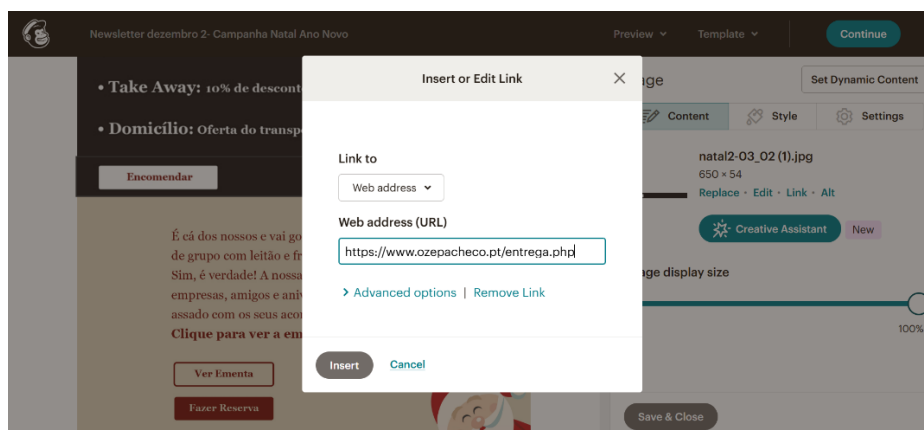 Newsletter dezembro 2- Campanha Natal Ano Novo
Preview
Template
Continue
• Take Away: 10% de descont
• Domicílio: Oferta do transp
Encomendar
É cá dos nossos e vai go
de grupo com leitão e fr
Sim, é verdade! A nossa
empresas, amigos e ani
assado com os seus aco
Clique para ver a em
Ver Ementa
Fazer Reserva
Insert or Edit Link
Link to
Web address
Web address (URL)
https://www.ozepacheco.pt/entrega.php
> Advanced options | Remove Link
Insert
Cancel
age
Set Dynamic Content
Content
Style
Settings
natal2-03_02 (1).jpg
650 × 54
Replace · Edit · Link · Alt
Creative Assistant
New
age display size
100%
Save & Close